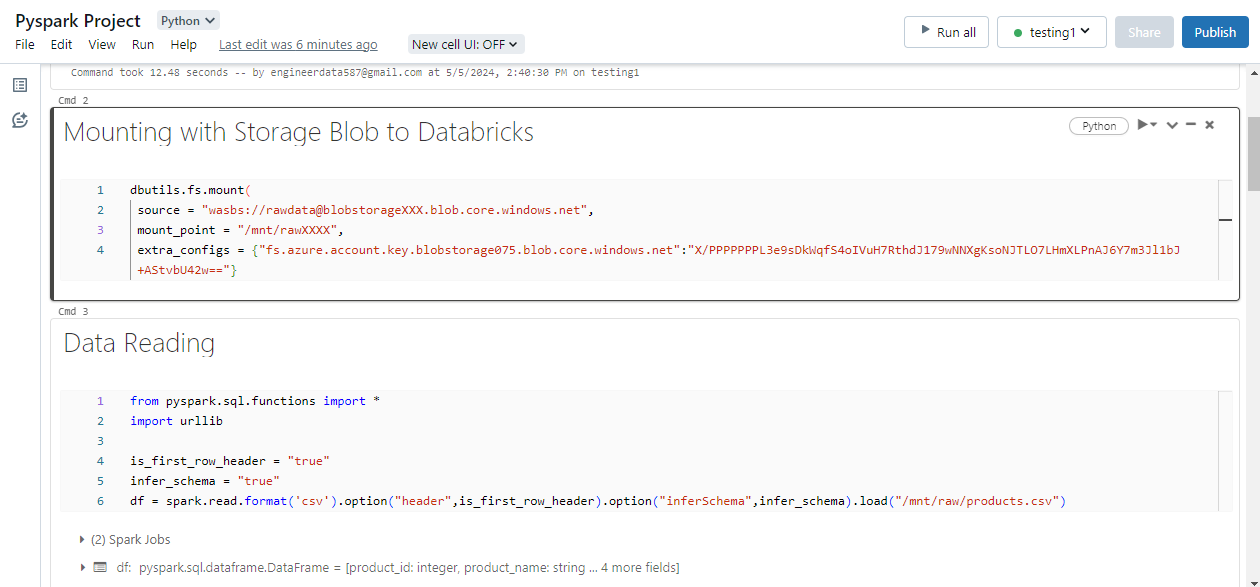 Pyspark Project Python
File Edit View Run Help Last edit was 6 minutes ago New cell UI: OFF
Run all testing1 Share Publish
Command took 12.48 seconds -- by engineerdata587@gmail.com at 5/5/2024, 2:40:30 PM on testing1
Cmd 2
Mounting with Storage Blob to Databricks
Python
1 dbutils.fs.mount(
2 source = "wasbs://rawdata@blobstorageXXX.blob.core.windows.net",
3 mount_point = "/mnt/rawXXXX",
4 extra_configs = {"fs.azure.account.key.blobstorage075.blob.core.windows.net":"X/PPPPPPPL3e9sDkWqfS4oIVuH7RthdJ179wNNXgKsoNJTLO7LHmXLPnAJ6Y7m3Jl1bJ
+AStvbU42w=="}
Cmd 3
Data Reading
1 from pyspark.sql.functions import *
2 import urllib
3
4 is_first_row_header = "true"
5 infer_schema = "true"
6 df = spark.read.format('csv').option("header",is_first_row_header).option("inferSchema",infer_schema).load("/mnt/raw/products.csv")
(2) Spark Jobs
df: pyspark.sql.dataframe.DataFrame = [product_id: integer, product_name: string ... 4 more fields]